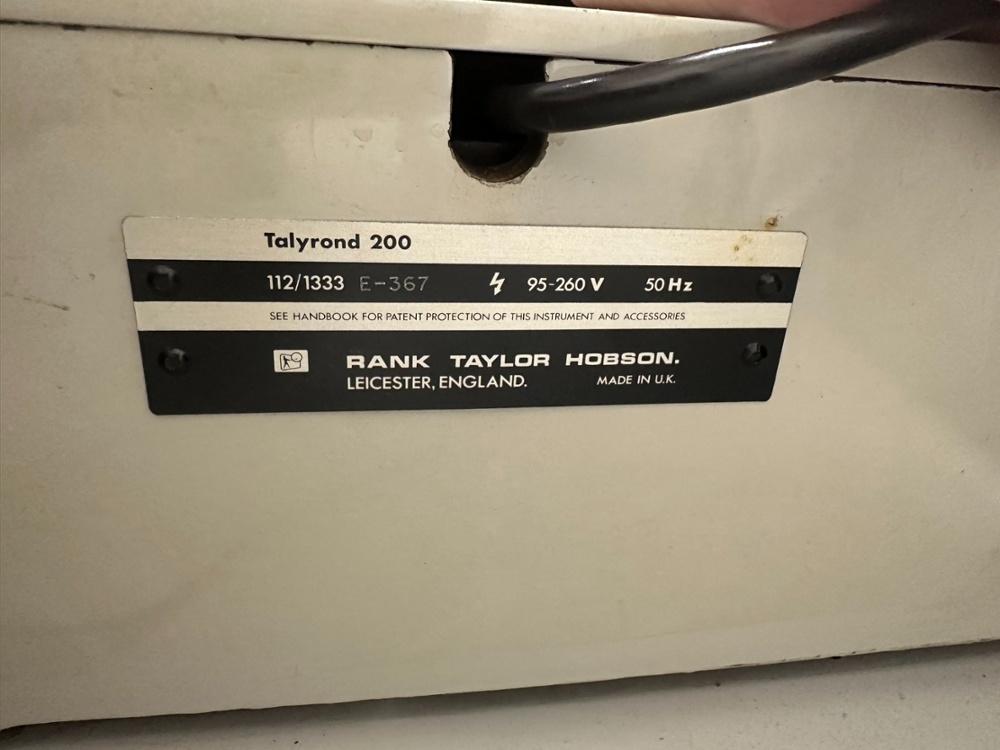 Talyrond 200
112/1333 E-367 95-260 V 50 Hz
SEE HANDBOOK FOR PATENT PROTECTION OF THIS INSTRUMENT AND ACCESSORIES
RANK TAYLOR HOBSON.
LEICESTER, ENGLAND. MADE IN U.K.